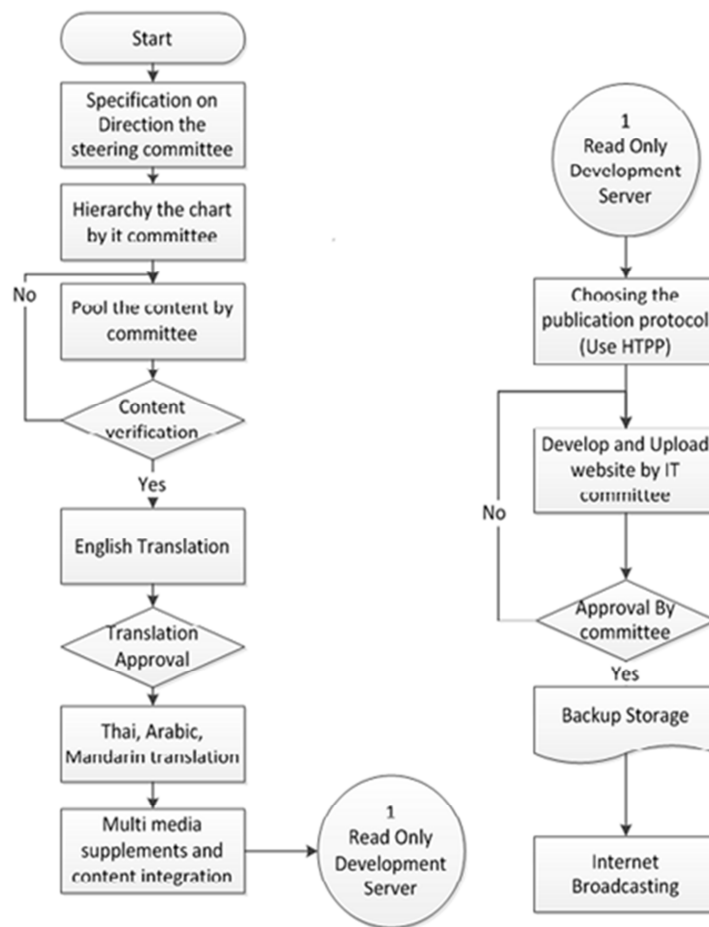 Start
Specification on
Direction the
steering committee
Hierarchy the chart
by it committee
No
Pool the content by
committee
Content
verification
Yes
English Translation
Translation
Approval
Thai, Arabic,
Mandarin translation
Multi media
supplements and
content integration
1
Read Only
Development
Server
1
Read Only
Development
Server
Choosing the
publication protocol
(Use HTPP)
Develop and Upload
website by IT
committee
No
Approval By
committee
Yes
Backup Storage
Internet
Broadcasting